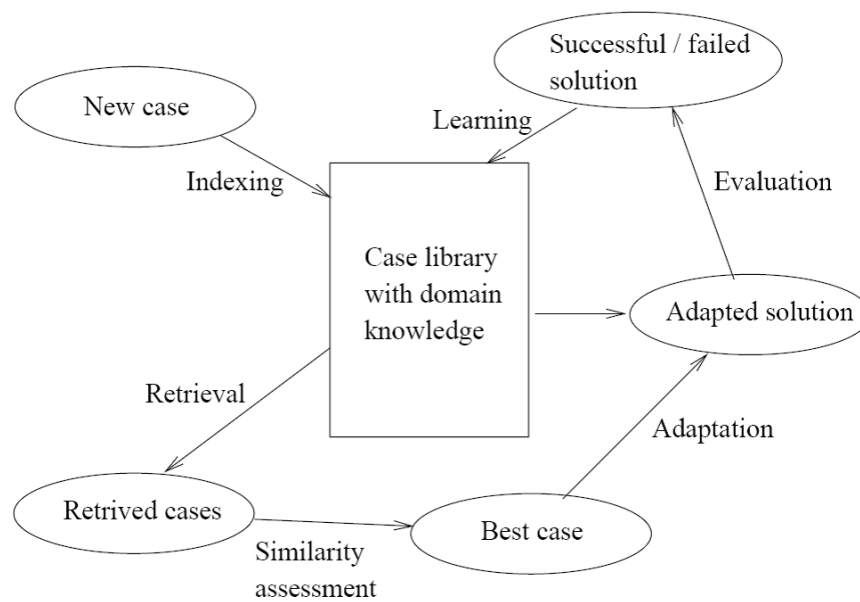 Successful / failed
solution
New case
Learning
Indexing
Evaluation
Case library
with domain
knowledge
Adapted solution
Retrieval
Adaptation
Retrived cases
Best case
Similarity
assessment